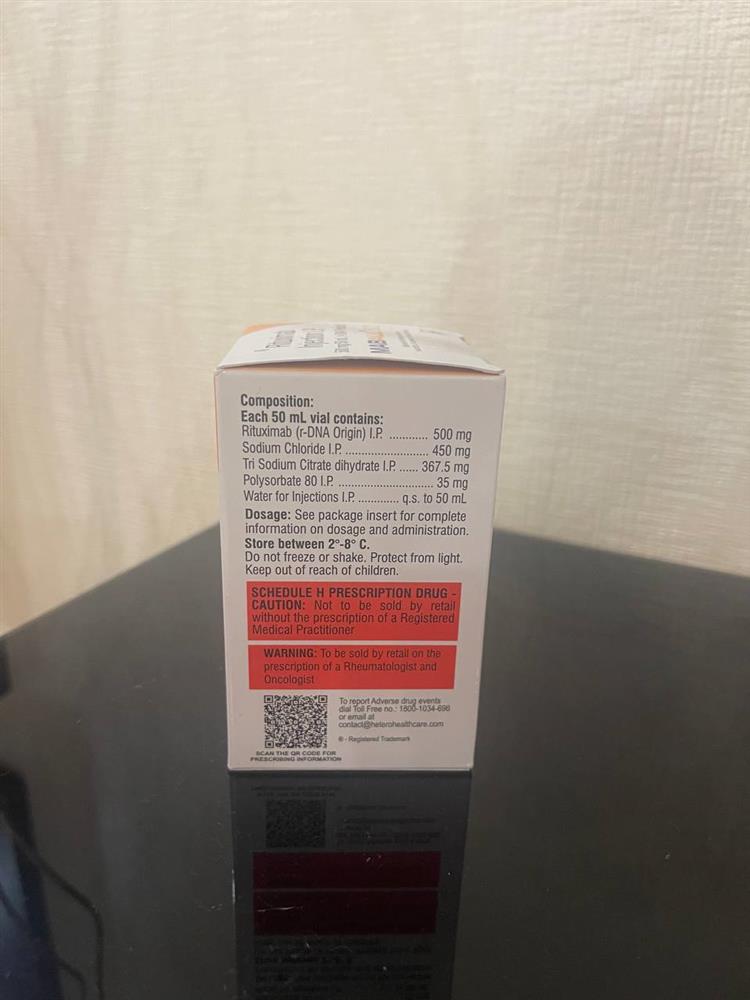 Rituximab
Injection
MAB
Composition:
Each 50 mL vial contains:
Rituximab (r-DNA Origin) I.P. ............ 500 mg
Sodium Chloride I.P. .......................... 450 mg
Tri Sodium Citrate dihydrate I.P. ...... 367.5 mg
Polysorbate 80 I.P. .............................. 35 mg
Water for Injections I.P. ............. q.s. to 50 mL
Dosage: See package insert for complete
information on dosage and administration.
Store between 2°-8° C.
Do not freeze or shake. Protect from light.
Keep out of reach of children.
SCHEDULE H PRESCRIPTION DRUG -
CAUTION: Not to be sold by retail
without the prescription of a Registered
Medical Practitioner
WARNING: To be sold by retail on the
prescription of a Rheumatologist and
Oncologist
To report Adverse drug events
dial Toll Free no.: 1800-1034-696
or email at
contact@heterohealthcare.com
® - Registered Trademark
SCAN THE QR CODE FOR
PRESCRIBING INFORMATION